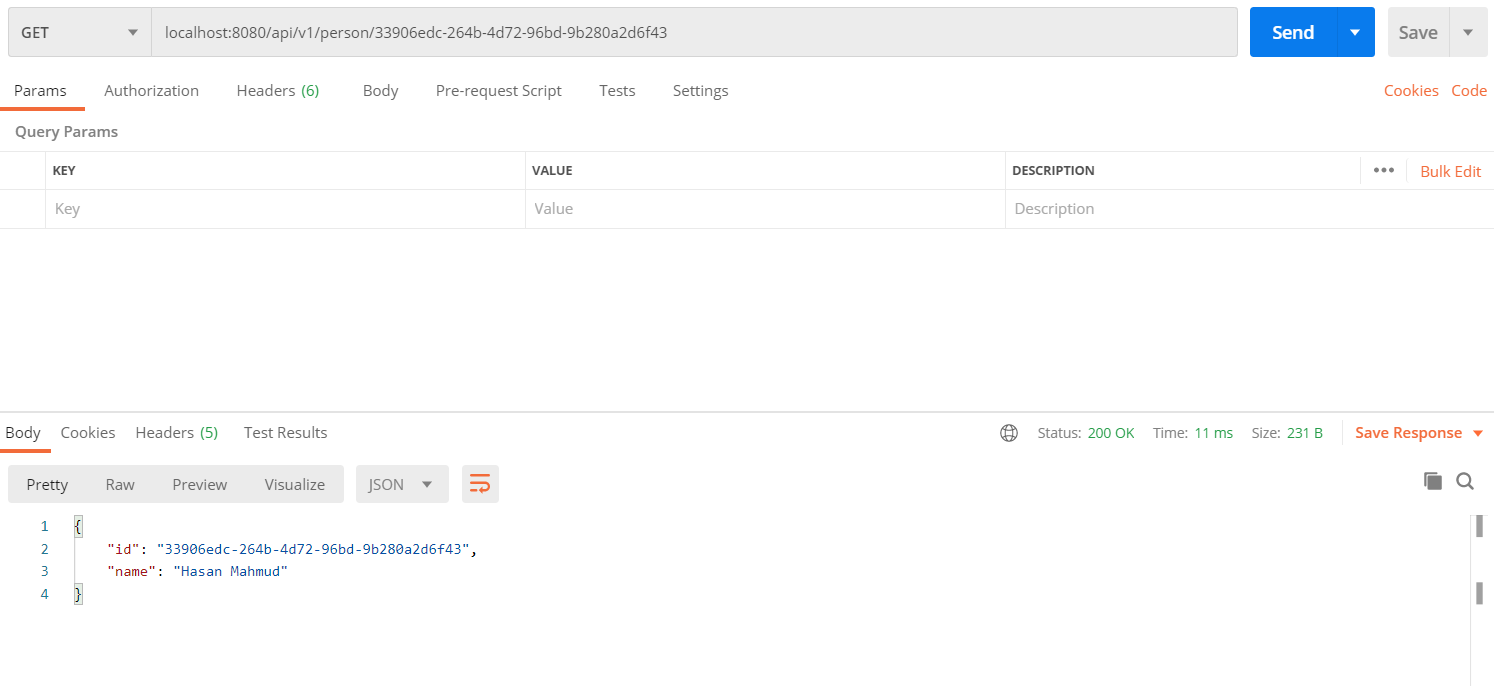 GET localhost:8080/api/v1/person/33906edc-264b-4d72-96bd-9b280a2d6f43 Send Save
Params Authorization Headers (6) Body Pre-request Script Tests Settings Cookies Code
Query Params
KEY VALUE DESCRIPTION ••• Bulk Edit
Key Value Description
Body Cookies Headers (5) Test Results Status: 200 OK Time: 11 ms Size: 231 B Save Response
Pretty Raw Preview Visualize JSON
1 {
2 "id": "33906edc-264b-4d72-96bd-9b280a2d6f43",
3 "name": "Hasan Mahmud"
4 }